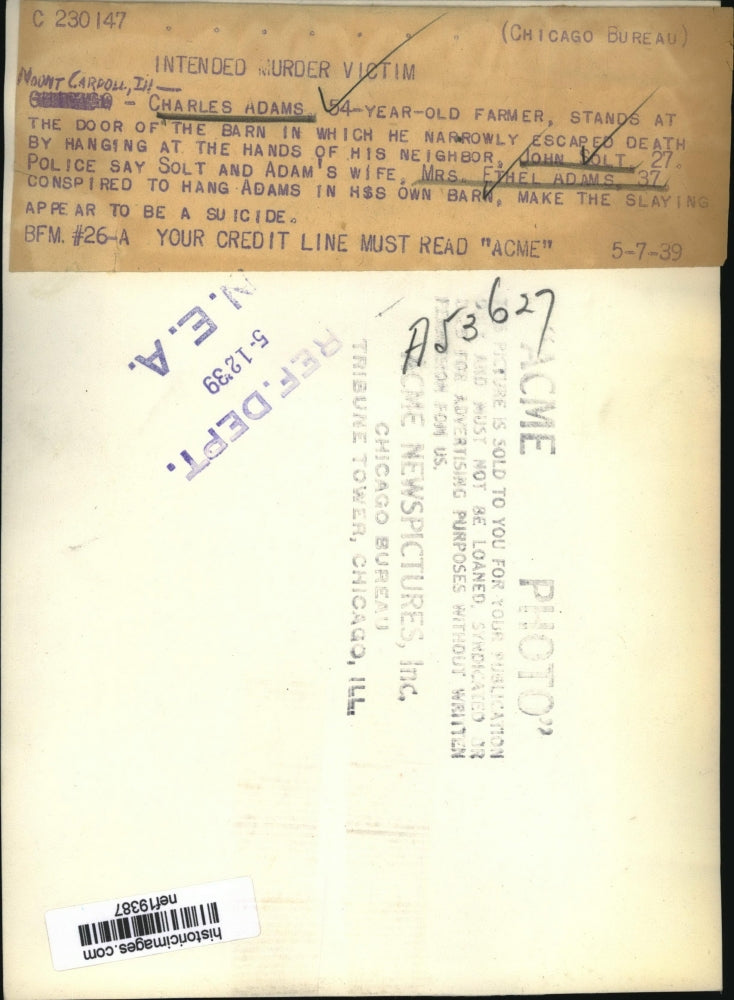 C 230147 (CHICAGO BUREAU)
INTENDED MURDER VICTIM
MOUNT CARROLL, Ill—
- CHARLES ADAMS, 54-YEAR-OLD FARMER, STANDS AT
THE DOOR OF THE BARN IN WHICH HE NARROWLY ESCAPED DEATH
BY HANGING AT THE HANDS OF HIS NEIGHBOR, JOHN SOLT, 27.
POLICE SAY SOLT AND ADAM'S WIFE, MRS. ETHEL ADAMS, 37,
CONSPIRED TO HANG ADAMS IN H$S OWN BARN, MAKE THE SLAYING
APPEAR TO BE A SUICIDE.
BFM. #26-A YOUR CREDIT LINE MUST READ "ACME" 5-7-39
A53627
N.E.A.
5-12'39
REF. DEPT.
"ACME PHOTO"
PICTURE IS SOLD TO YOU FOR YOUR PUBLICATION
AND MUST NOT BE LOANED, SYNDICATED OR
FOR ADVERTISING PURPOSES WITHOUT WRITTEN
FOM US.
ACME NEWSPICTURES, Inc.
CHICAGO BUREAU
TRIBUNE TOWER, CHICAGO, ILL.
historicimages.com
nef19387